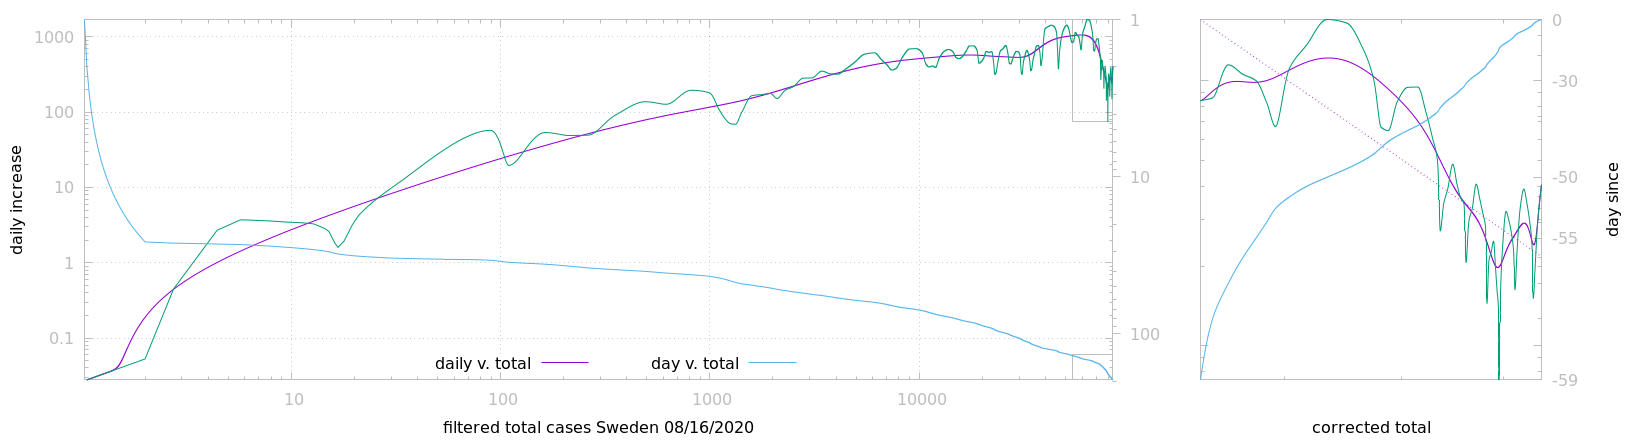 daily increase
1000
100
10
1
0.1
daily v. total
day v. total
10
100
1000
10000
filtered total cases Sweden 08/16/2020
1
10
100
0
-30
-50
-55
-59
day since
corrected total